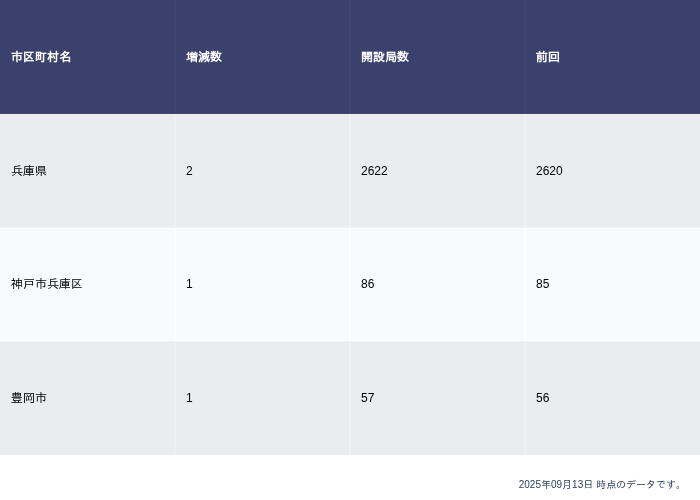 市区町村名 増減数 開設局数 前回
兵庫県 2 2622 2620
神戸市兵庫区 1 86 85
豊岡市 1 57 56
2025年09月13日 時点のデータです。